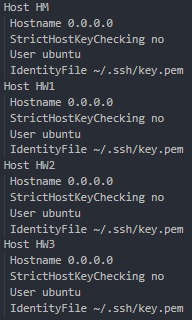 Host HM
Hostname 0.0.0.0
StrictHostKeyChecking no
User ubuntu
IdentityFile ~/.ssh/key.pem
Host HW1
Hostname 0.0.0.0
StrictHostKeyChecking no
User ubuntu
IdentityFile ~/.ssh/key.pem
Host HW2
Hostname 0.0.0.0
StrictHostKeyChecking no
User ubuntu
IdentityFile ~/.ssh/key.pem
Host HW3
Hostname 0.0.0.0
StrictHostKeyChecking no
User ubuntu
IdentityFile ~/.ssh/key.pem